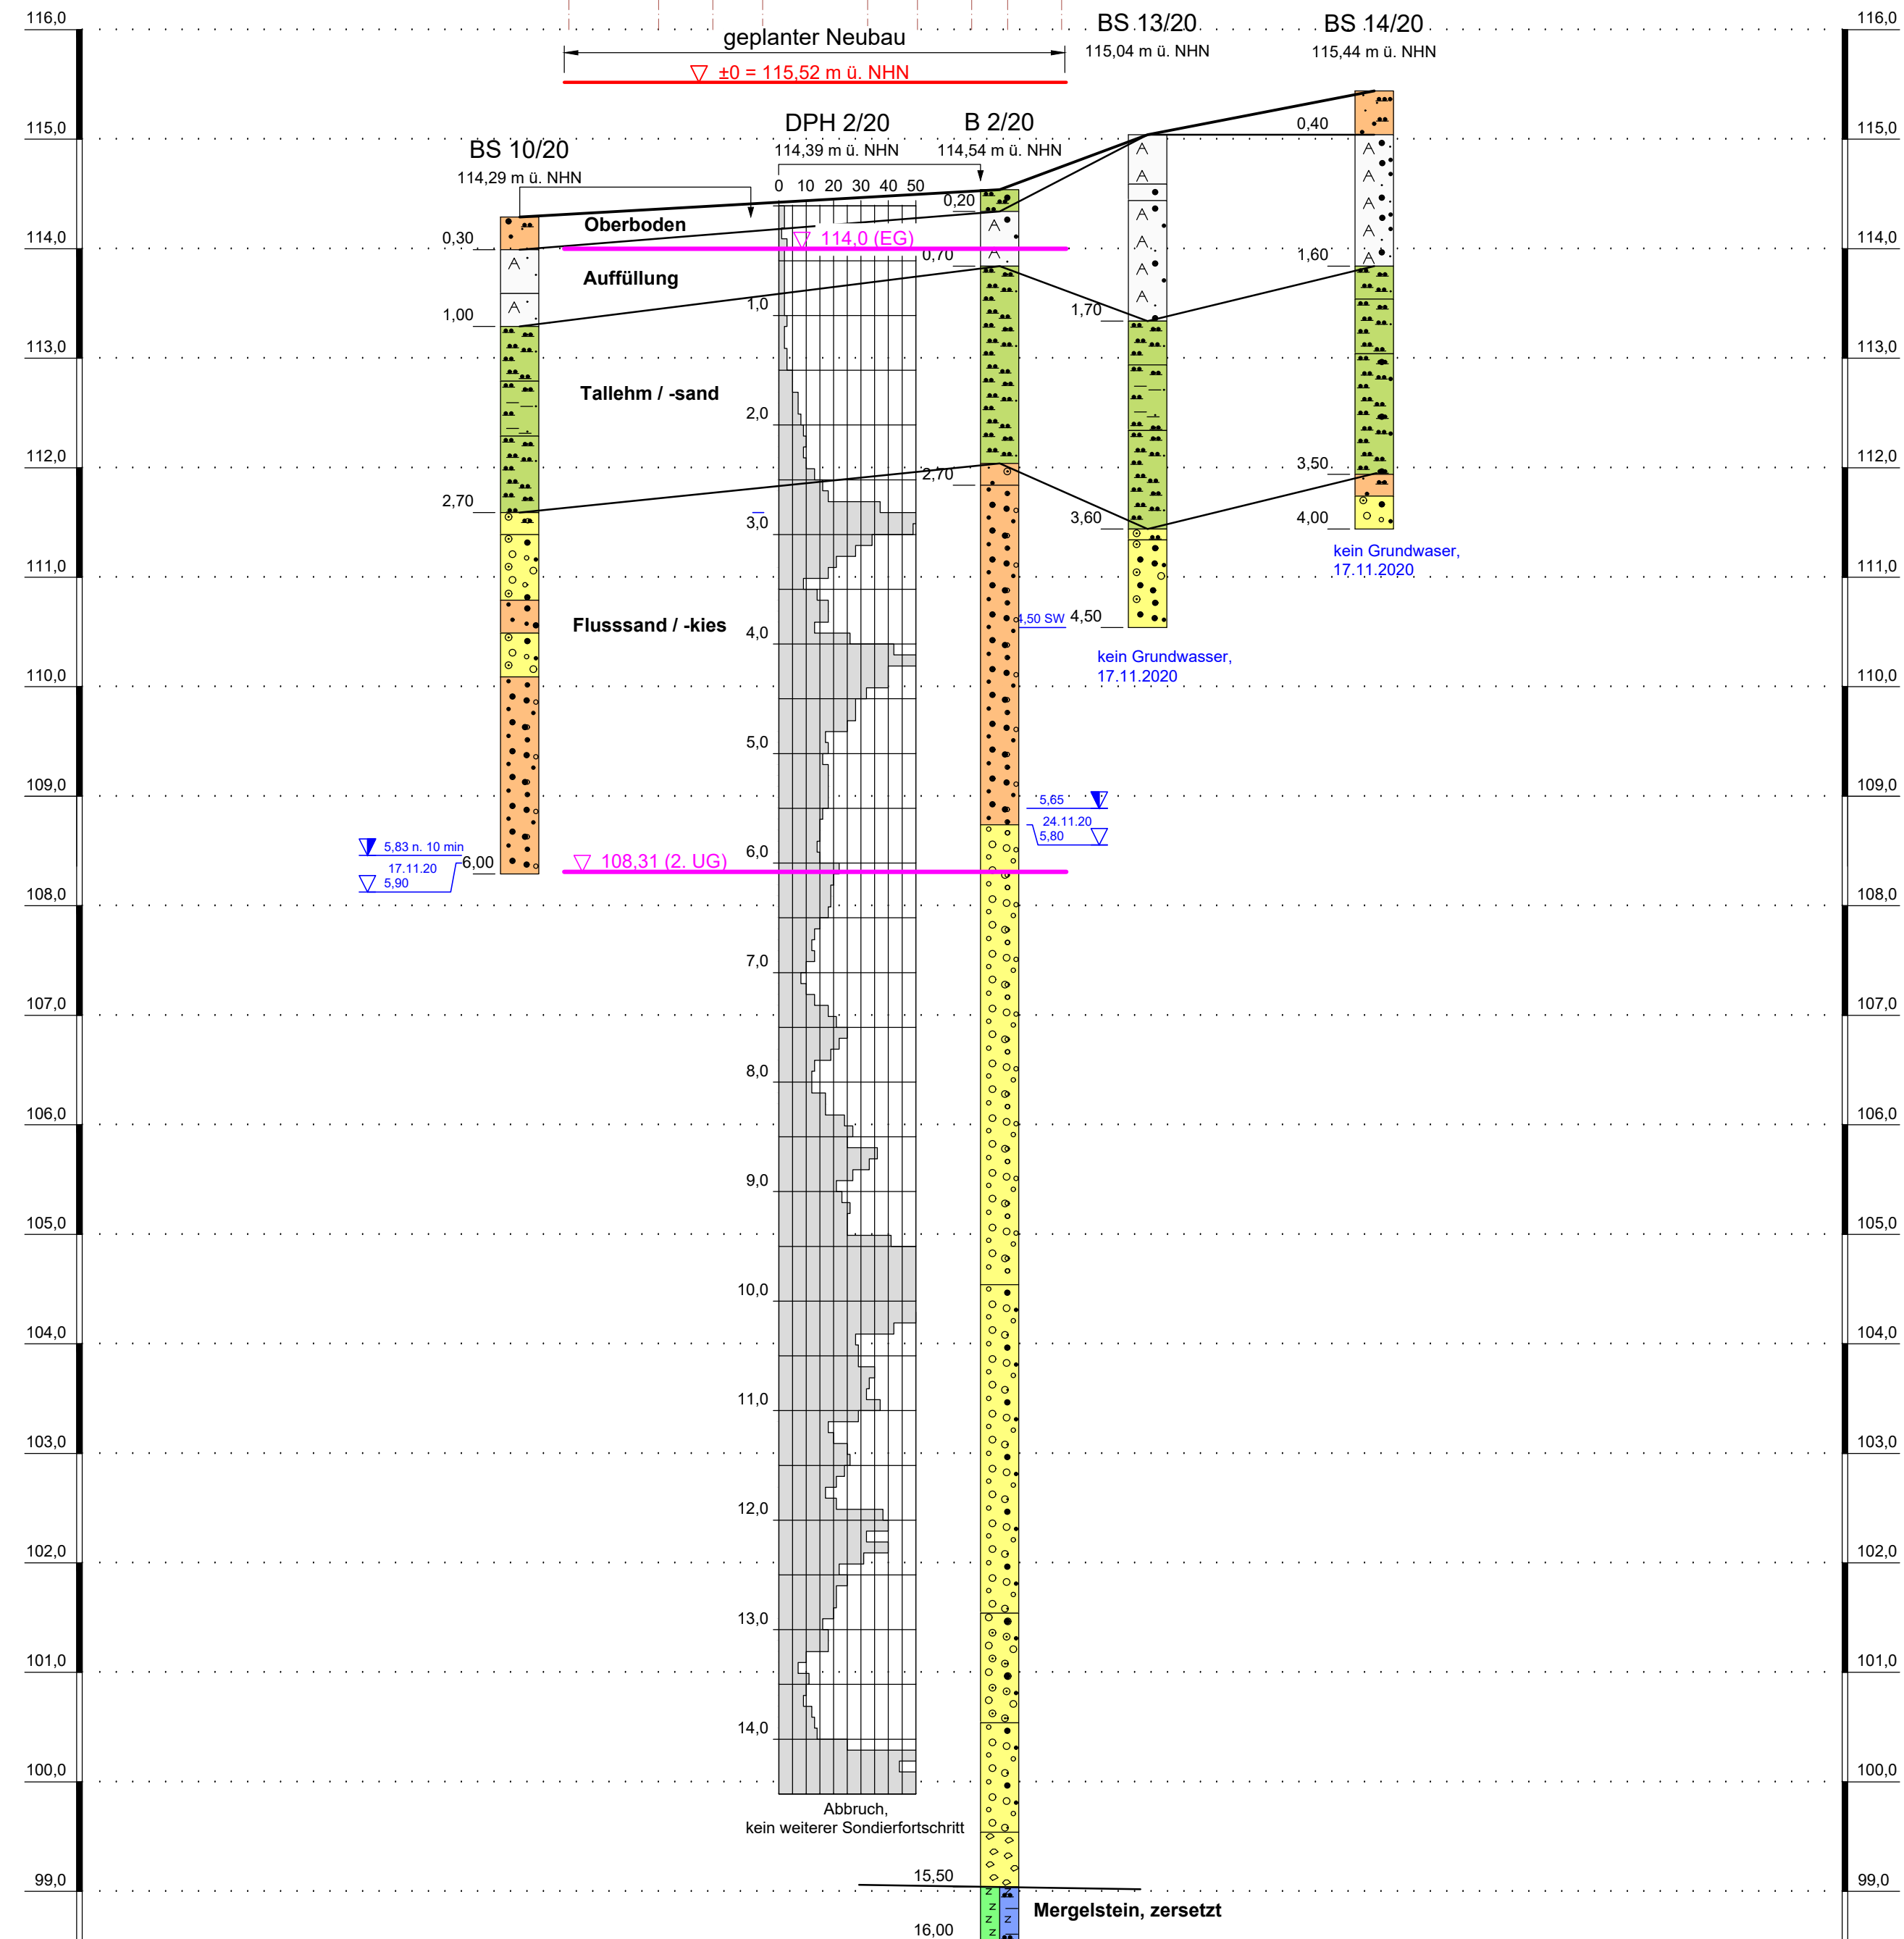 geplanter Neubau
±0 = 115,52 m ü. NHN
BS 13/20
115,04 m ü. NHN
BS 14/20
115,44 m ü. NHN
BS 10/20
114,29 m ü. NHN
DPH 2/20
114,39 m ü. NHN
B 2/20
114,54 m ü. NHN
0 10 20 30 40 50
116,0
115,0
114,0
113,0
112,0
111,0
110,0
109,0
108,0
107,0
106,0
105,0
104,0
103,0
102,0
101,0
100,0
99,0
0,30
1,00
2,70
6,00
5,83 n. 10 min
17.11.20
5,90
Oberboden
114,0 (EG)
Auffüllung
Tallehm / -sand
Flusssand / -kies
108,31 (2. UG)
1,0
2,0
3,0
4,0
5,0
6,0
7,0
8,0
9,0
10,0
11,0
12,0
13,0
14,0
Abbruch,
kein weiterer Sondierfortschritt
0,20
0,70
2,70
4,50 SW
5,65
24.11.20
5,80
15,50
16,00
Mergelstein, zersetzt
1,70
3,60
4,50
kein Grundwasser,
17.11.2020
0,40
1,60
3,50
4,00
kein Grundwaser,
17.11.2020
116,0
115,0
114,0
113,0
112,0
111,0
110,0
109,0
108,0
107,0
106,0
105,0
104,0
103,0
102,0
101,0
100,0
99,0